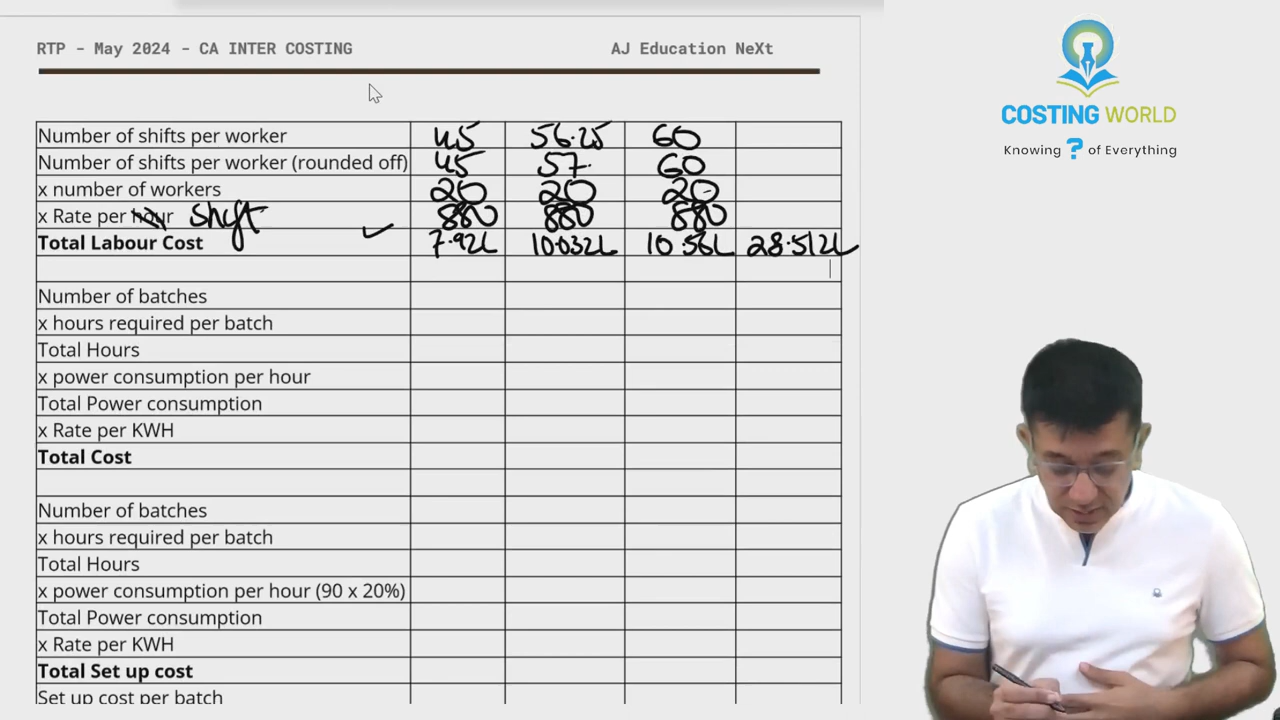 RTP - May 2024 - CA INTER COSTING AJ Education NeXt
COSTING WORLD
Knowing ? of Everything
Number of shifts per worker 45 56.25 60
Number of shifts per worker (rounded off) 45 57 60
x number of workers 20 20 20
x Rate per hour shift 880 880 880
Total Labour Cost 7.92L 10.032L 10.56L 28.512L
Number of batches
x hours required per batch
Total Hours
x power consumption per hour
Total Power consumption
x Rate per KWH
Total Cost
Number of batches
x hours required per batch
Total Hours
x power consumption per hour (90 x 20%)
Total Power consumption
x Rate per KWH
Total Set up cost
Set up cost per batch